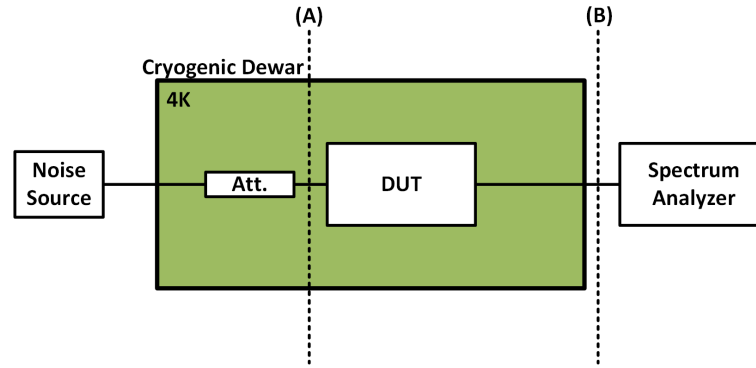 (A)
(B)
Cryogenic Dewar
4K
Noise
Source
Att.
DUT
Spectrum
Analyzer